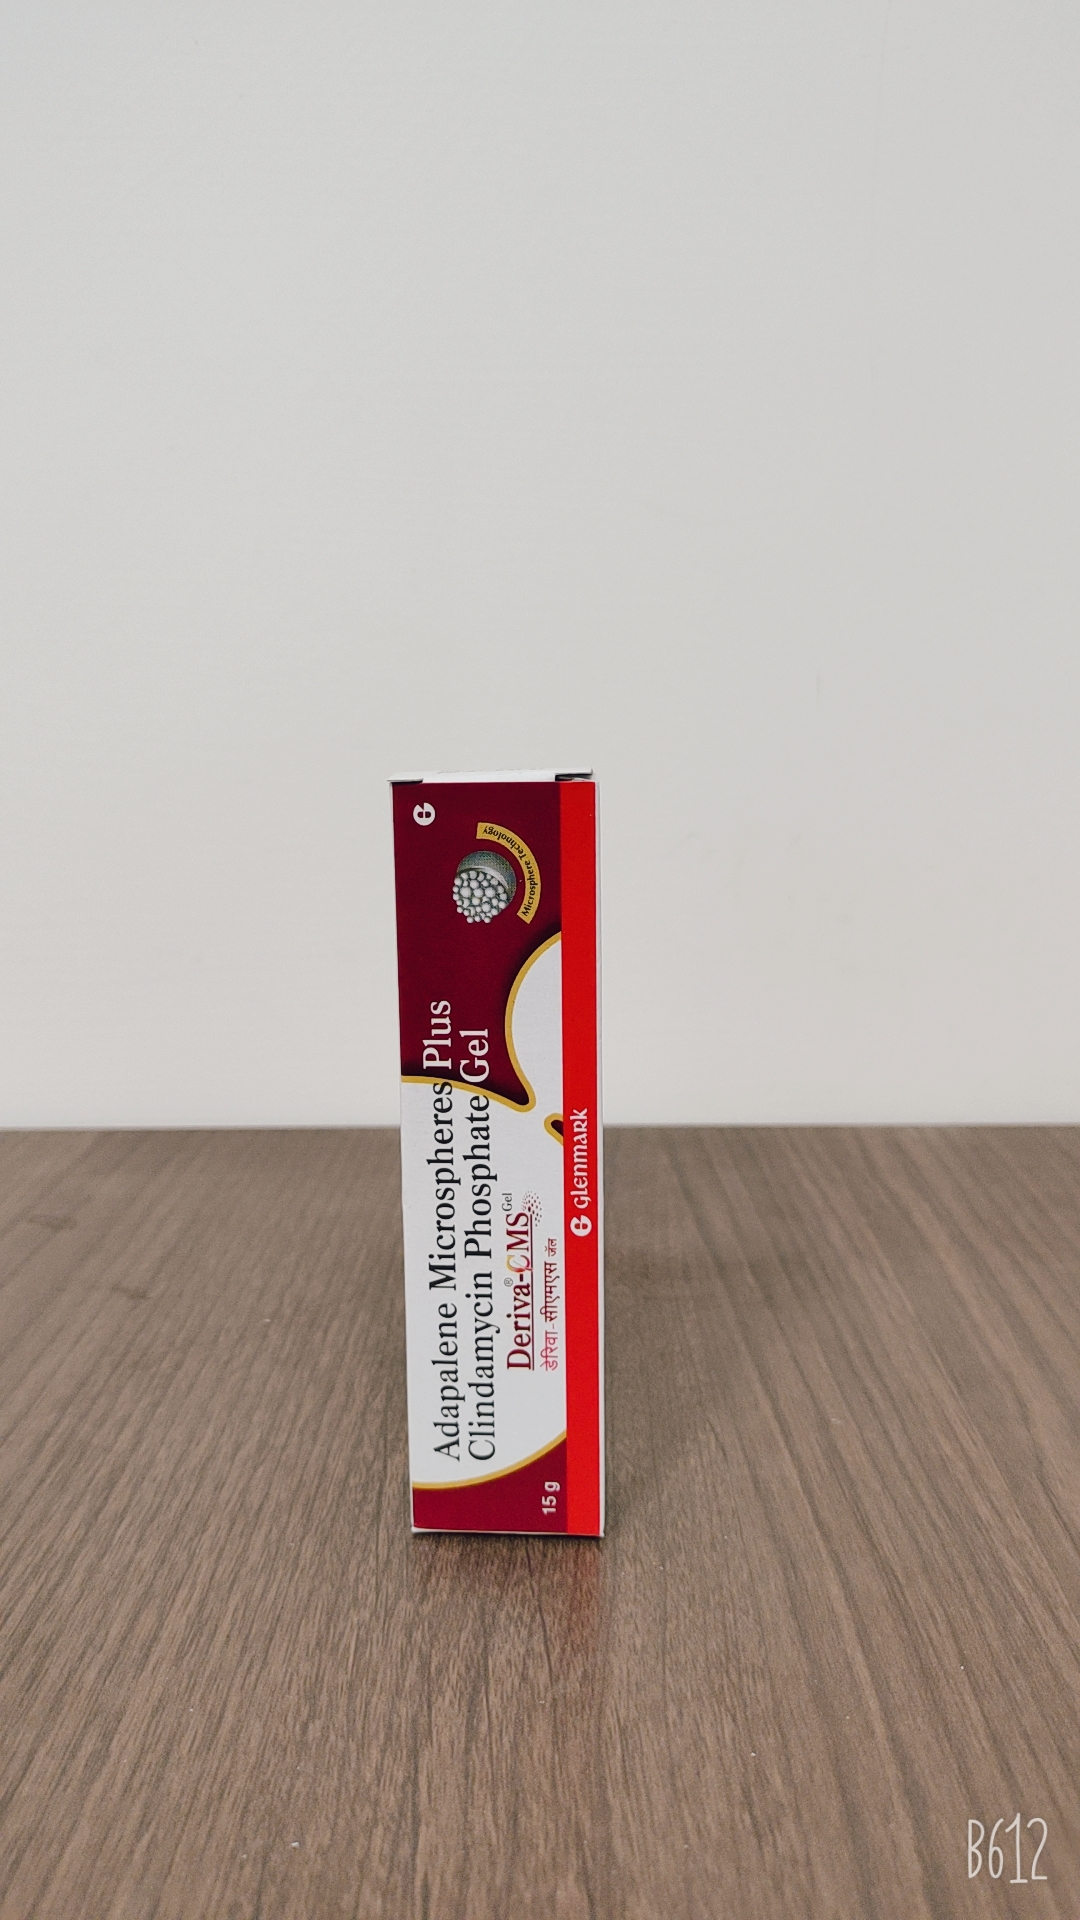 Microsphere Technology
Adapalene Microspheres Plus
Clindamycin Phosphate Gel
Deriva®-CMS Gel
डेरिवा-सीएमएस जॅल
15 g
glenmark
B612